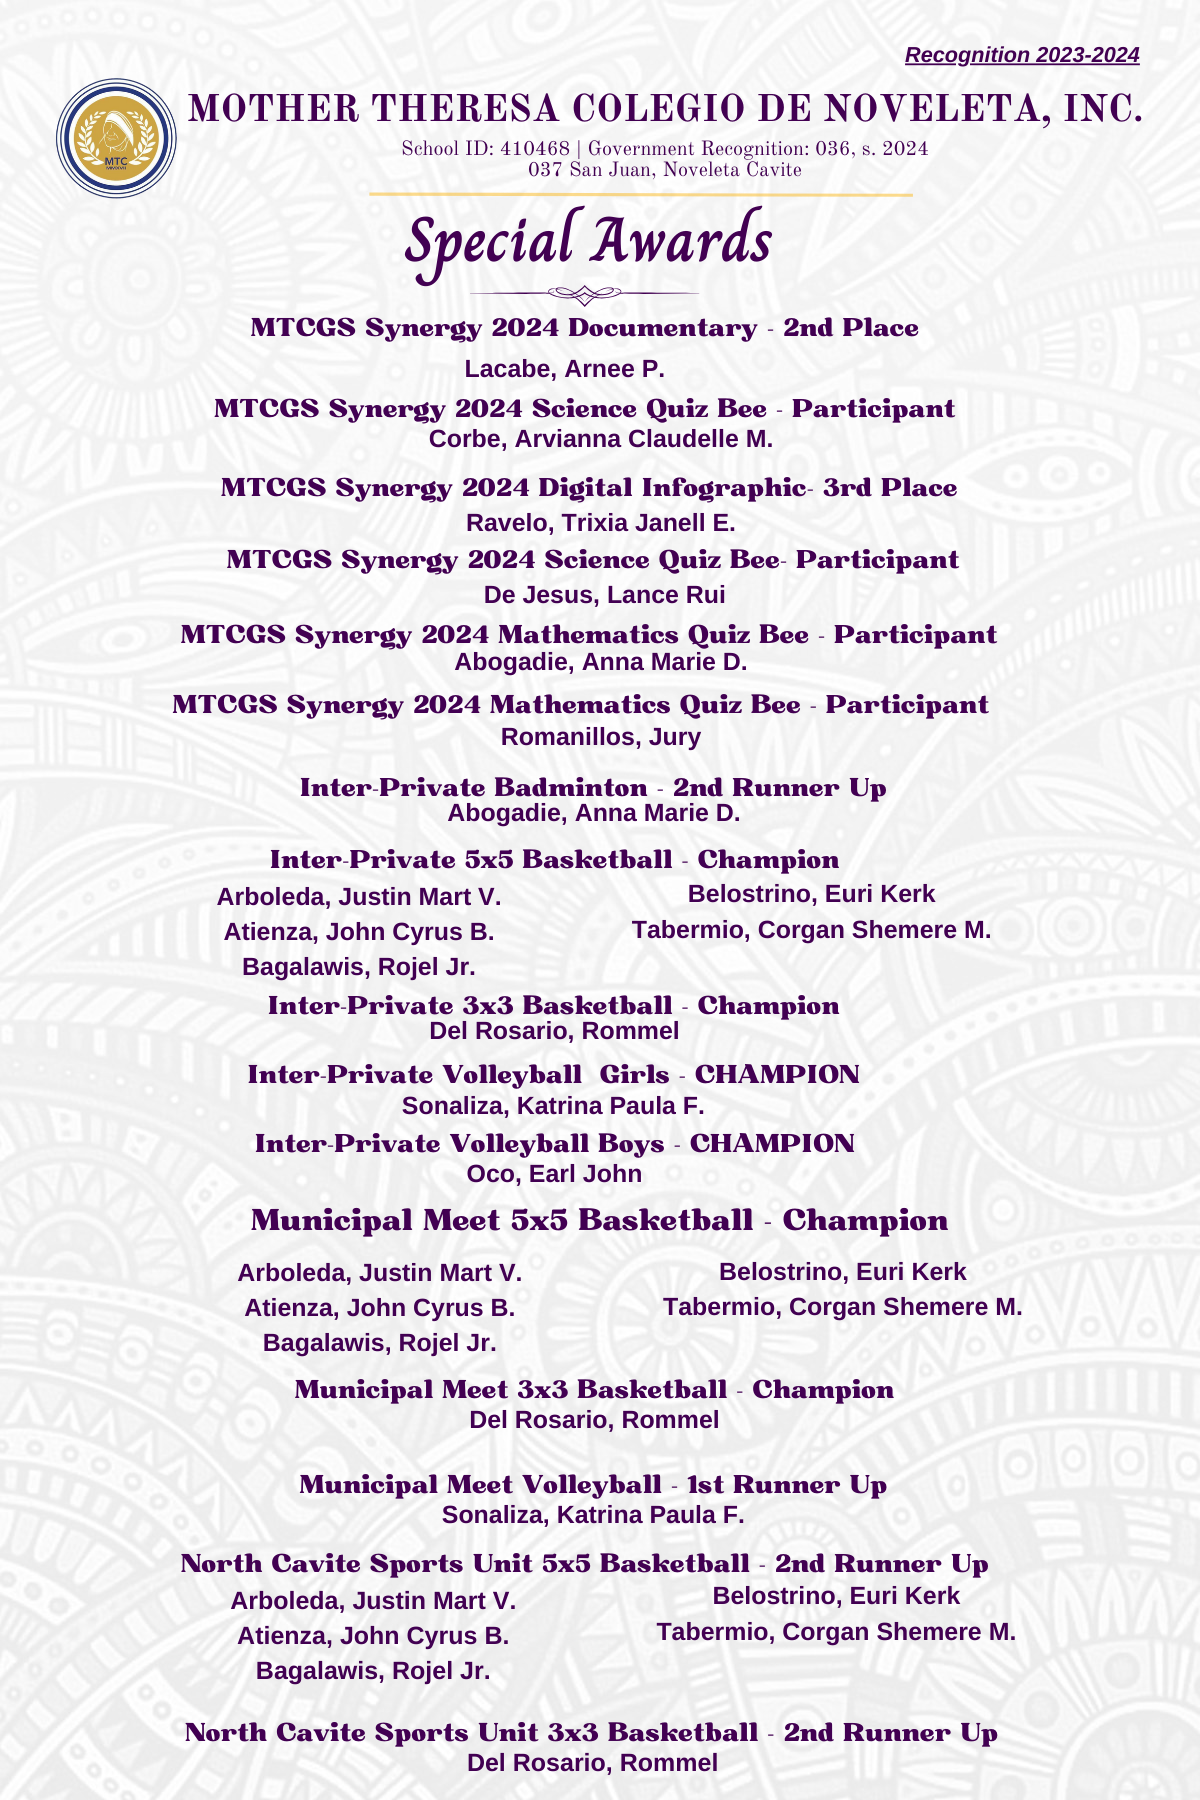 Recognition 2023-2024
MOTHER THERESA COLEGIO DE NOVELETA, INC.
School ID: 410468 | Government Recognition: 036, s. 2024
037 San Juan, Noveleta Cavite
MTC
Special Awards
MTCGS Synergy 2024 Documentary - 2nd Place
Lacabe, Arnee P.
MTCGS Synergy 2024 Science Quiz Bee - Participant
Corbe, Arvianna Claudelle M.
MTCGS Synergy 2024 Digital Infographic- 3rd Place
Ravelo, Trixia Janell E.
MTCGS Synergy 2024 Science Quiz Bee- Participant
De Jesus, Lance Rui
MTCGS Synergy 2024 Mathematics Quiz Bee - Participant
Abogadie, Anna Marie D.
MTCGS Synergy 2024 Mathematics Quiz Bee - Participant
Romanillos, Jury
Inter-Private Badminton - 2nd Runner Up
Abogadie, Anna Marie D.
Inter-Private 5x5 Basketball - Champion
Arboleda, Justin Mart V.
Atienza, John Cyrus B.
Bagalawis, Rojel Jr.
Belostrino, Euri Kerk
Tabermio, Corgan Shemere M.
Inter-Private 3x3 Basketball - Champion
Del Rosario, Rommel
Inter-Private Volleyball Girls - CHAMPION
Sonaliza, Katrina Paula F.
Inter-Private Volleyball Boys - CHAMPION
Oco, Earl John
Municipal Meet 5x5 Basketball - Champion
Arboleda, Justin Mart V.
Atienza, John Cyrus B.
Bagalawis, Rojel Jr.
Belostrino, Euri Kerk
Tabermio, Corgan Shemere M.
Municipal Meet 3x3 Basketball - Champion
Del Rosario, Rommel
Municipal Meet Volleyball - 1st Runner Up
Sonaliza, Katrina Paula F.
North Cavite Sports Unit 5x5 Basketball - 2nd Runner Up
Arboleda, Justin Mart V.
Atienza, John Cyrus B.
Bagalawis, Rojel Jr.
Belostrino, Euri Kerk
Tabermio, Corgan Shemere M.
North Cavite Sports Unit 3x3 Basketball - 2nd Runner Up
Del Rosario, Rommel